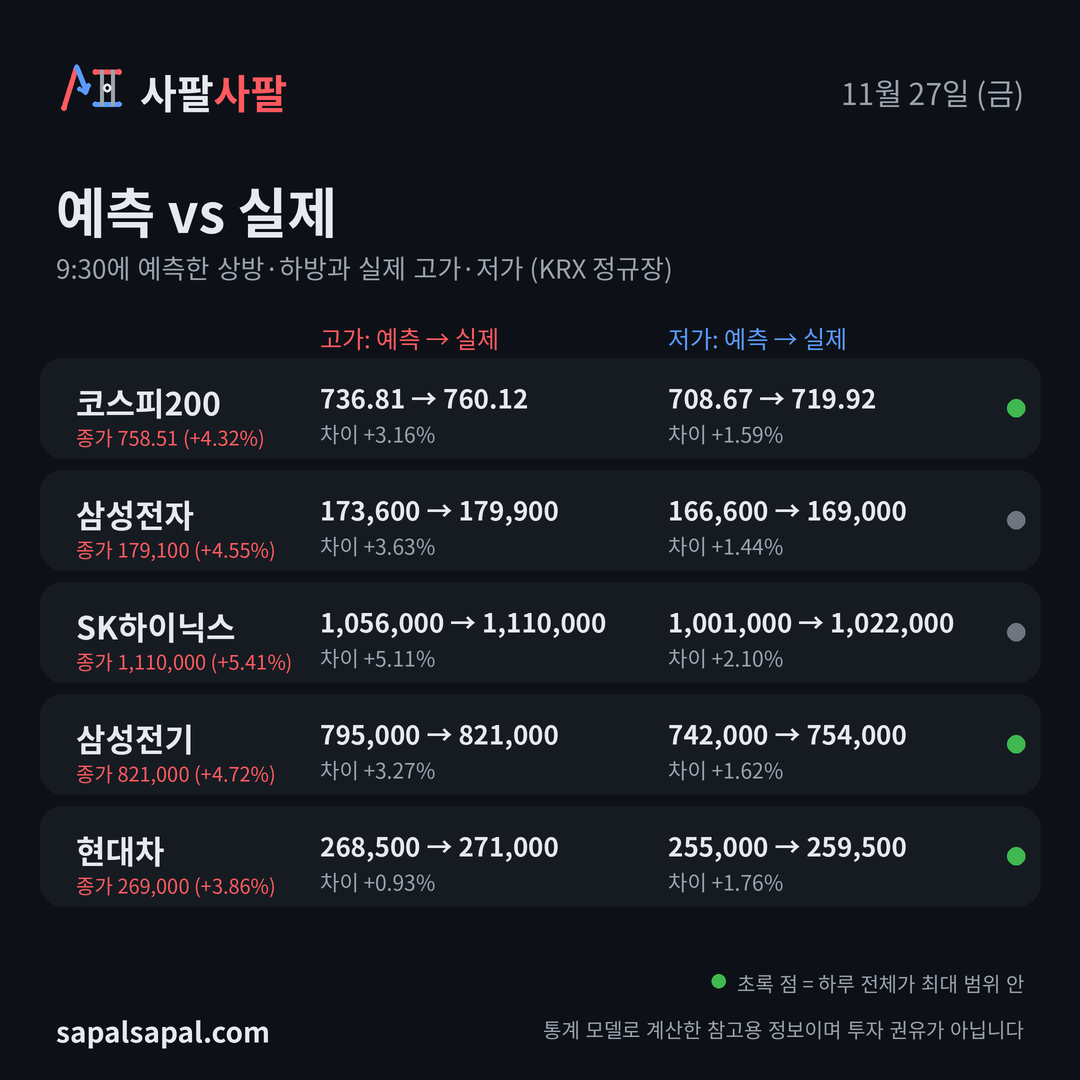 사팔사팔
11월 27일 (금)
예측 vs 실제
9:30에 예측한 상방·하방과 실제 고가·저가 (KRX 정규장)
고가: 예측 → 실제
저가: 예측 → 실제
코스피200
종가 758.51 (+4.32%)
736.81 → 760.12
차이 +3.16%
708.67 → 719.92
차이 +1.59%
삼성전자
종가 179,100 (+4.55%)
173,600 → 179,900
차이 +3.63%
166,600 → 169,000
차이 +1.44%
SK하이닉스
종가 1,110,000 (+5.41%)
1,056,000 → 1,110,000
차이 +5.11%
1,001,000 → 1,022,000
차이 +2.10%
삼성전기
종가 821,000 (+4.72%)
795,000 → 821,000
차이 +3.27%
742,000 → 754,000
차이 +1.62%
현대차
종가 269,000 (+3.86%)
268,500 → 271,000
차이 +0.93%
255,000 → 259,500
차이 +1.76%
초록 점 = 하루 전체가 최대 범위 안
sapalsapal.com
통계 모델로 계산한 참고용 정보이며 투자 권유가 아닙니다